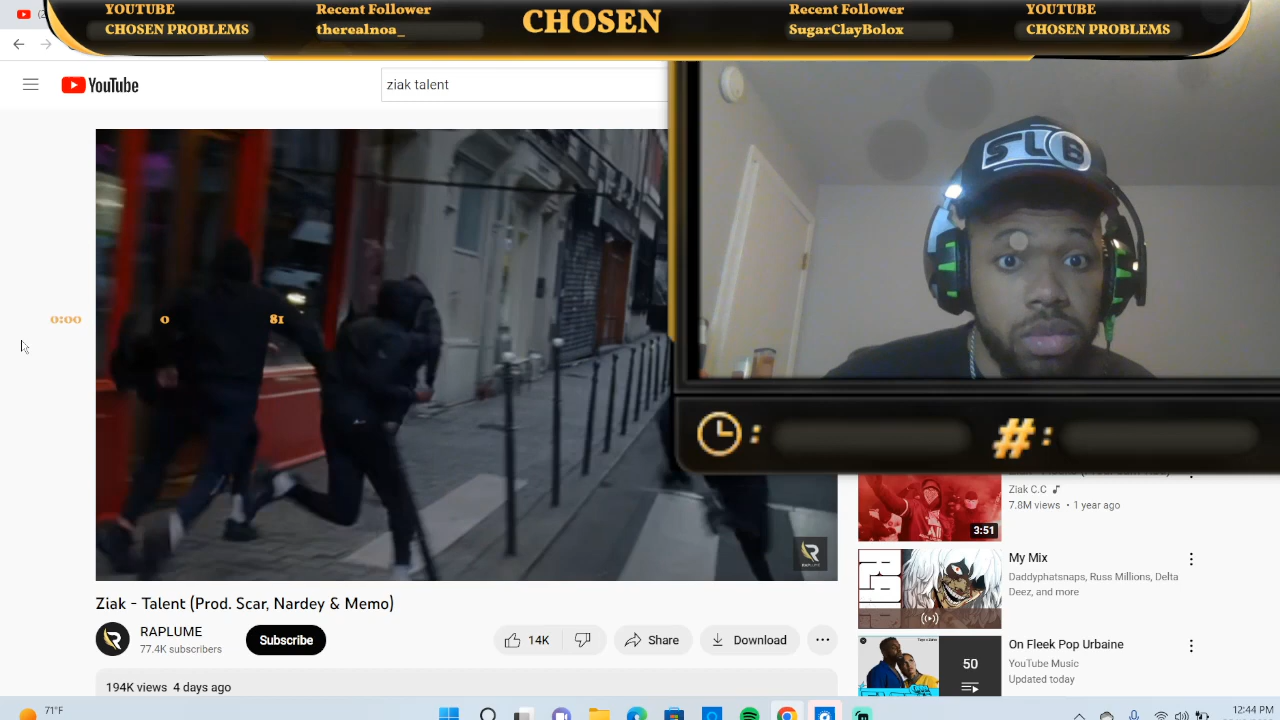 YOUTUBE
CHOSEN PROBLEMS
Recent Follower
therealnoa_
CHOSEN
Recent Follower
SugarClayBolox
YOUTUBE
CHOSEN PROBLEMS
YouTube
ziak talent
SLB
0:00
0
81
# :
RAPLUME
Ziak - Talent (Prod. Scar, Nardey & Memo)
RAPLUME
77.4K subscribers
Subscribe
14K
Share
Download
194K views 4 days ago
Ziak C.C
7.8M views • 1 year ago
3:51
My Mix
Daddyphatsnaps, Russ Millions, Delta
Deez, and more
On Fleek Pop Urbaine
YouTube Music
Updated today
50
71°F
12:44 PM